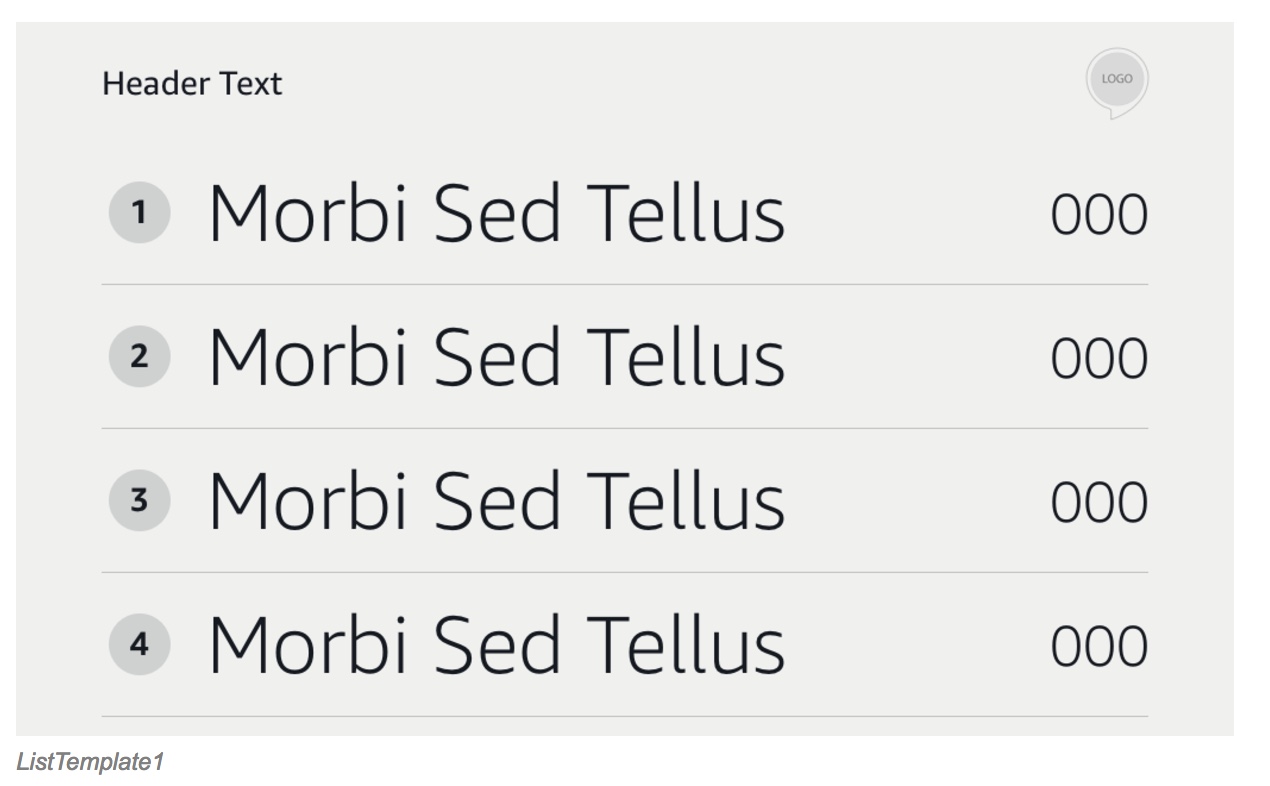 Header Text
LOGO
1 Morbi Sed Tellus 000
2 Morbi Sed Tellus 000
3 Morbi Sed Tellus 000
4 Morbi Sed Tellus 000
ListTemplate1